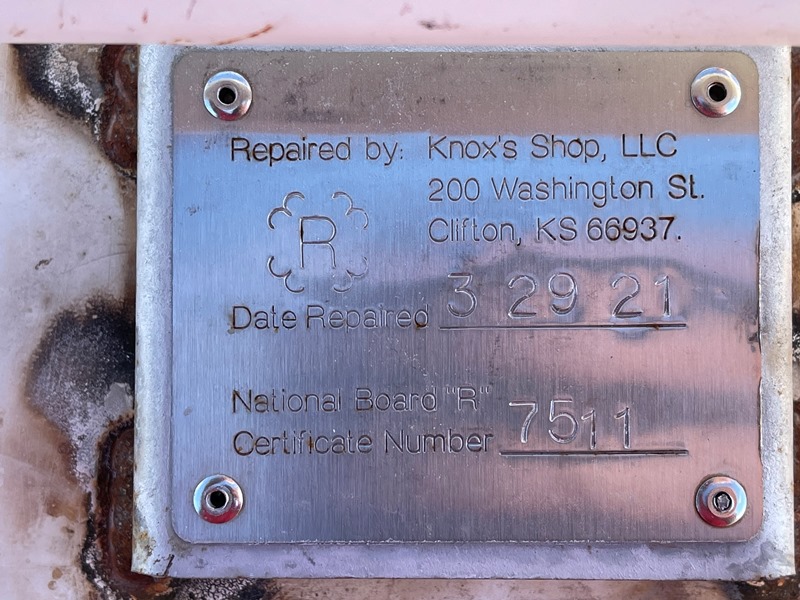 Repaired by: Knox's Shop, LLC
200 Washington St.
Clifton, KS 66937.
R
Date Repaired 3 29 21
National Board "R"
Certificate Number 7511